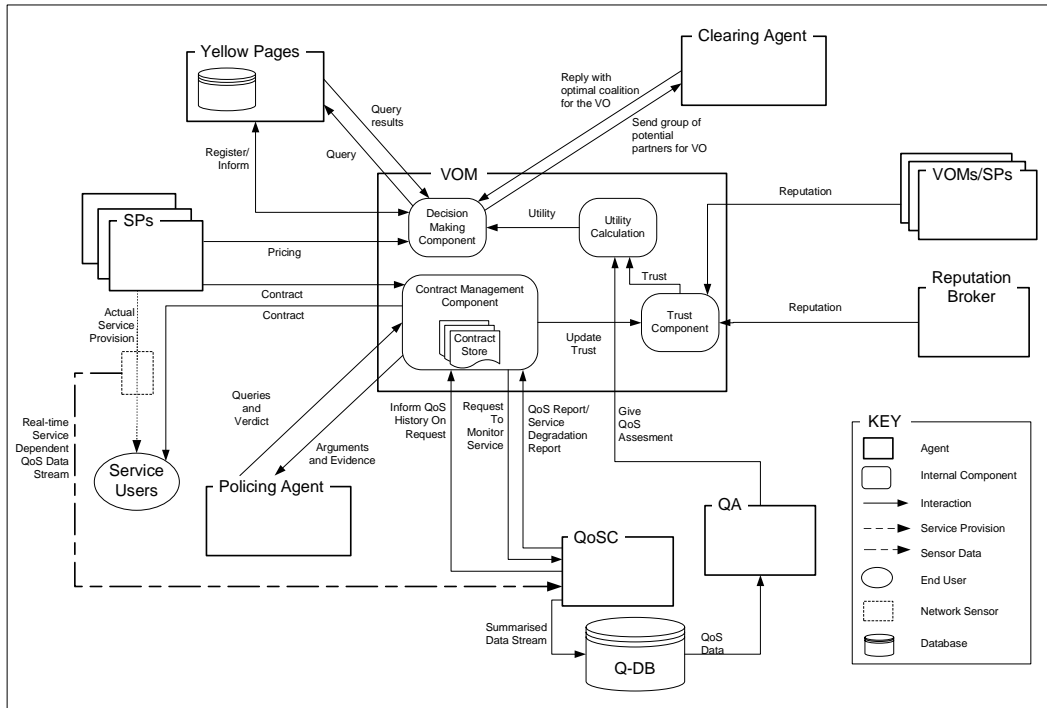 Yellow Pages
Clearing Agent
Reply with
optimal coalition
for the VO
Query
results
Send group of
potential
partners for VO
Query
Register/
Inform
VOM
VOMs/SPs
Reputation
SPs
Decision
Making
Component
Utility
Utility
Calculation
Pricing
Trust
Reputation
Broker
Contract
Contract
Contract Management
Component
Contract
Store
Trust
Component
Reputation
Update
Trust
Actual
Service
Provision
Queries
and
Verdict
Inform QoS
History On
Request
Request
To
Monitor
Service
QoS Report/
Service
Degradation
Report
Give
QoS
Assesment
Real-time
Service
Dependent
QoS Data
Stream
Arguments
and Evidence
Service
Users
Policing Agent
QoSC
QA
Summarised
Data Stream
Q-DB
QoS
Data
KEY
Agent
Internal Component
Interaction
Service Provision
Sensor Data
End User
Network Sensor
Database